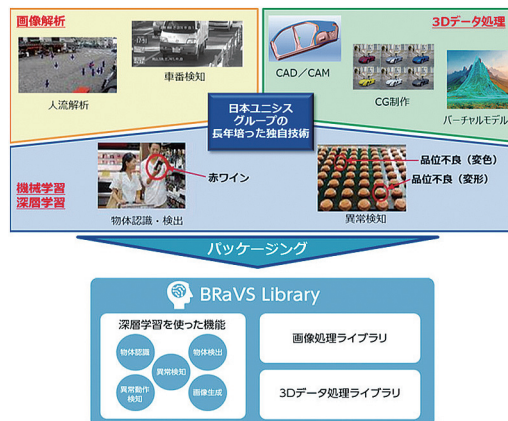 画像解析
3Dデータ処理
人流解析
車番検知
CAD／CAM
CG制作
バーチャルモデル
日本ユニシス
グループの
長年培った独自技術
機械学習
深層学習
物体認識・検出
赤ワイン
異常検知
品位不良（変色）
品位不良（変形）
パッケージング
BRaVS Library
深層学習を使った機能
物体認識
物体検出
異常検知
異常動作
検知
画像生成
画像処理ライブラリ
3Dデータ処理ライブラリ